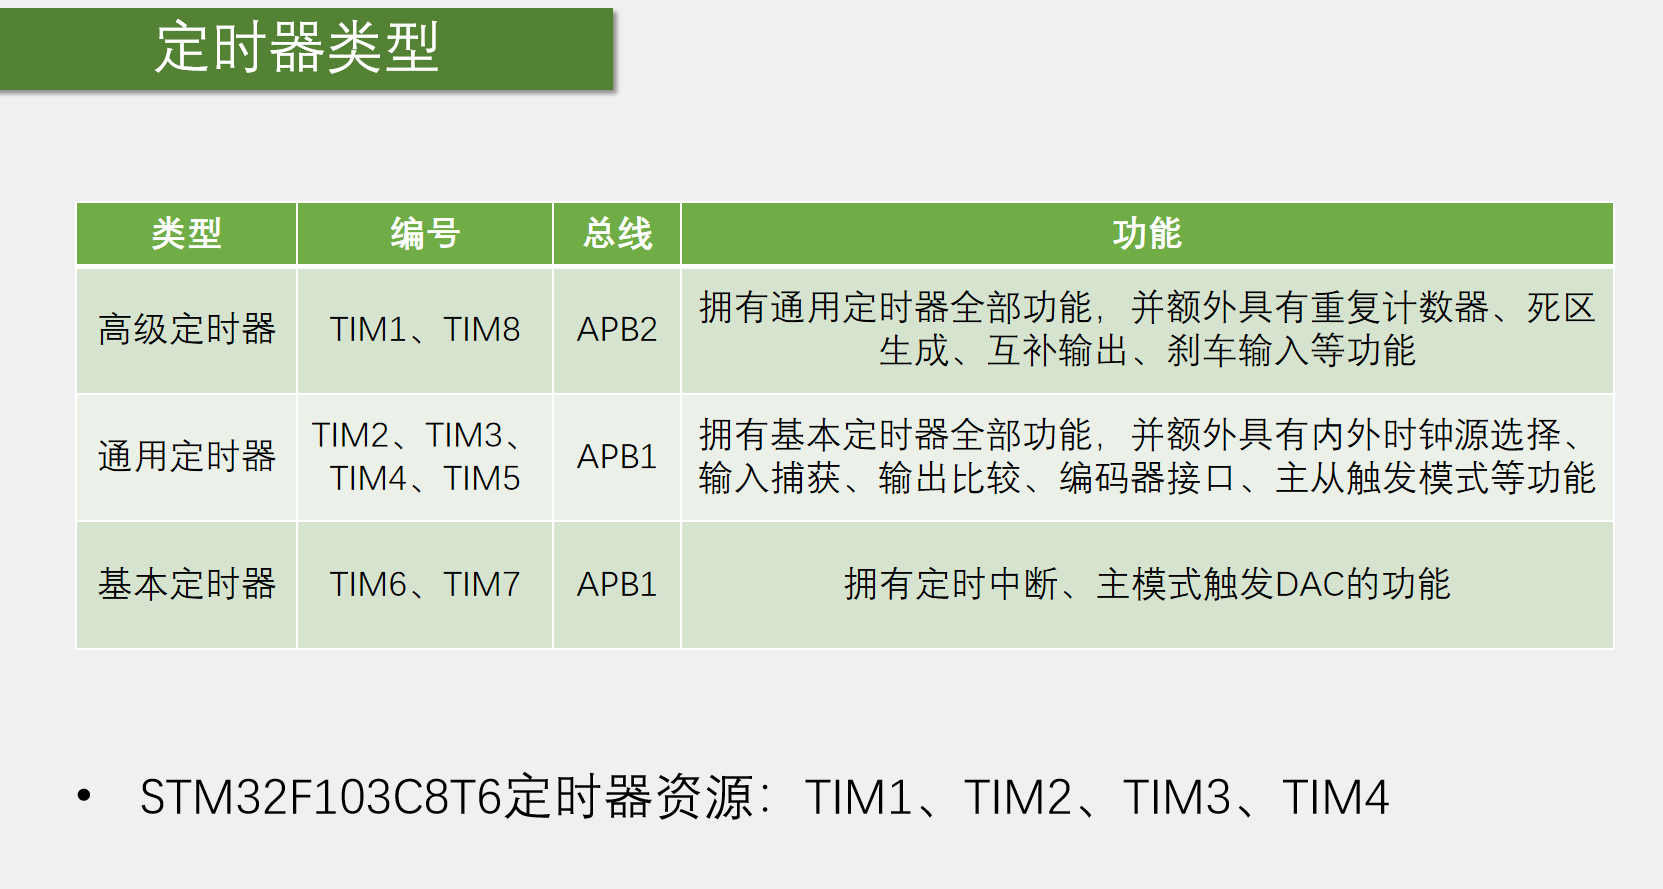 定时器类型
类型 编号 总线 功能
高级定时器 TIM1、TIM8 APB2 拥有通用定时器全部功能，并额外具有重复计数器、死区
生成、互补输出、刹车输入等功能
通用定时器 TIM2、TIM3、
TIM4、TIM5 APB1 拥有基本定时器全部功能，并额外具有内外时钟源选择、
输入捕获、输出比较、编码器接口、主从触发模式等功能
基本定时器 TIM6、TIM7 APB1 拥有定时中断、主模式触发DAC的功能
• STM32F103C8T6定时器资源：TIM1、TIM2、TIM3、TIM4